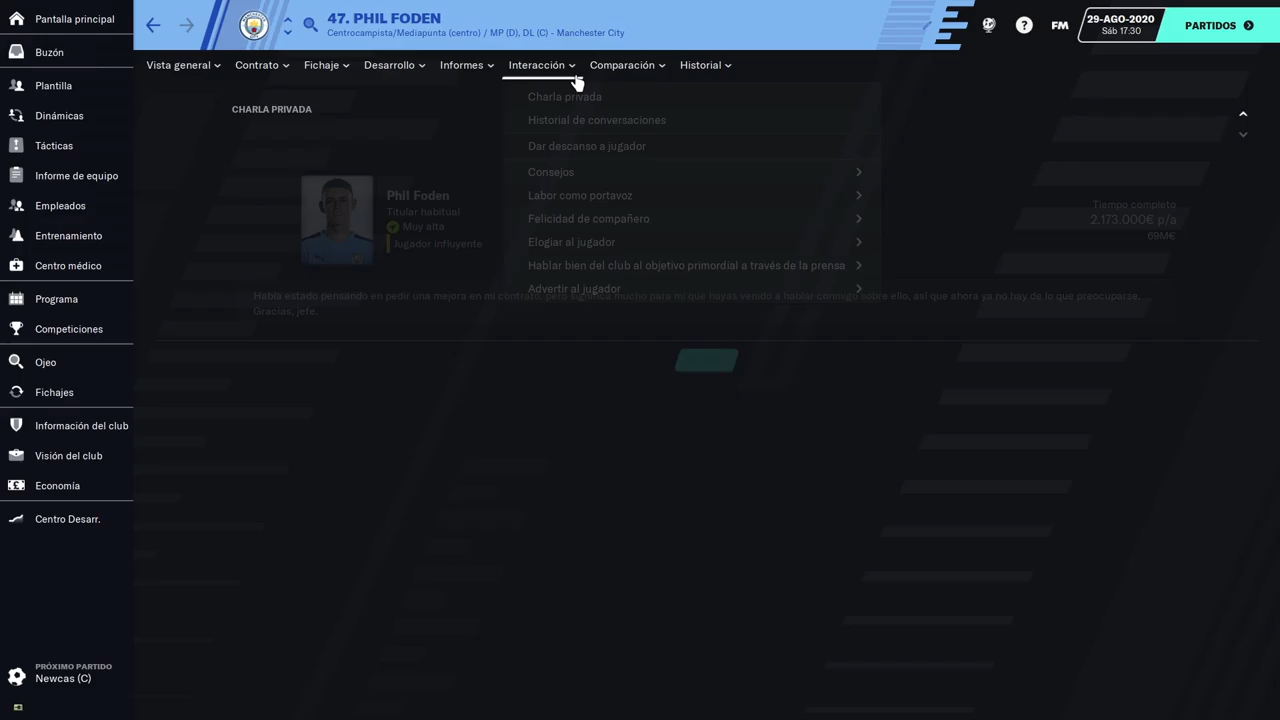 47. PHIL FODEN
Centrocampista/Mediapunta (centro) / MP (D), DL (C) - Manchester City
FM
29-AGO-2020
Sáb 17:30
PARTIDOS
Pantalla principal
Buzón
Plantilla
Dinámicas
Tácticas
Informe de equipo
Empleados
Entrenamiento
Centro médico
Programa
Competiciones
Ojeo
Fichajes
Información del club
Visión del club
Economía
Centro Desarr.
PRÓXIMO PARTIDO
Newcas (C)
Vista general
Contrato
Fichaje
Desarrollo
Informes
Interacción
Comparación
Historial
CHARLA PRIVADA
Charla privada
Historial de conversaciones
Dar descanso a jugador
Consejos
Labor como portavoz
Felicidad de compañero
Elogiar al jugador
Hablar bien del club al objetivo primordial a través de la prensa
Advertir al jugador
Phil Foden
Titular habitual
Muy alta
Jugador influyente
Tiempo completo
2.173.000€ p/a
69M€
Había estado pensando en pedir una mejora en mi contrato, pero significa mucho para mí que hayas venido a hablar conmigo sobre ello, así que ahora ya no hay de lo que preocuparse.
Gracias, jefe.